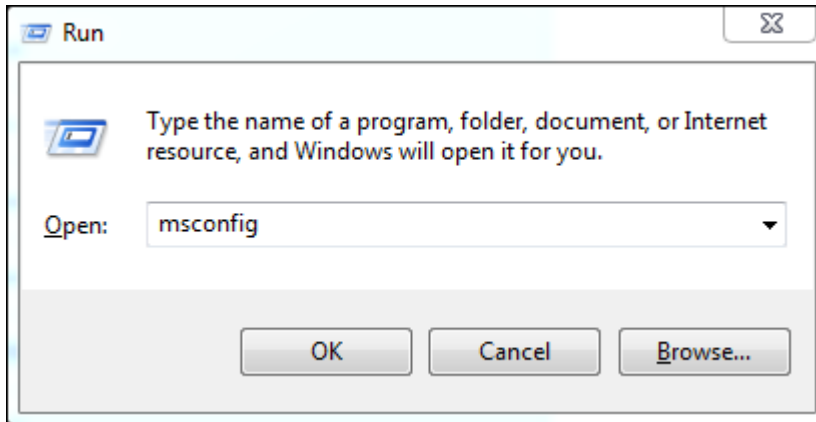 Run
Type the name of a program, folder, document, or Internet
resource, and Windows will open it for you.
Open: msconfig
OK Cancel Browse...